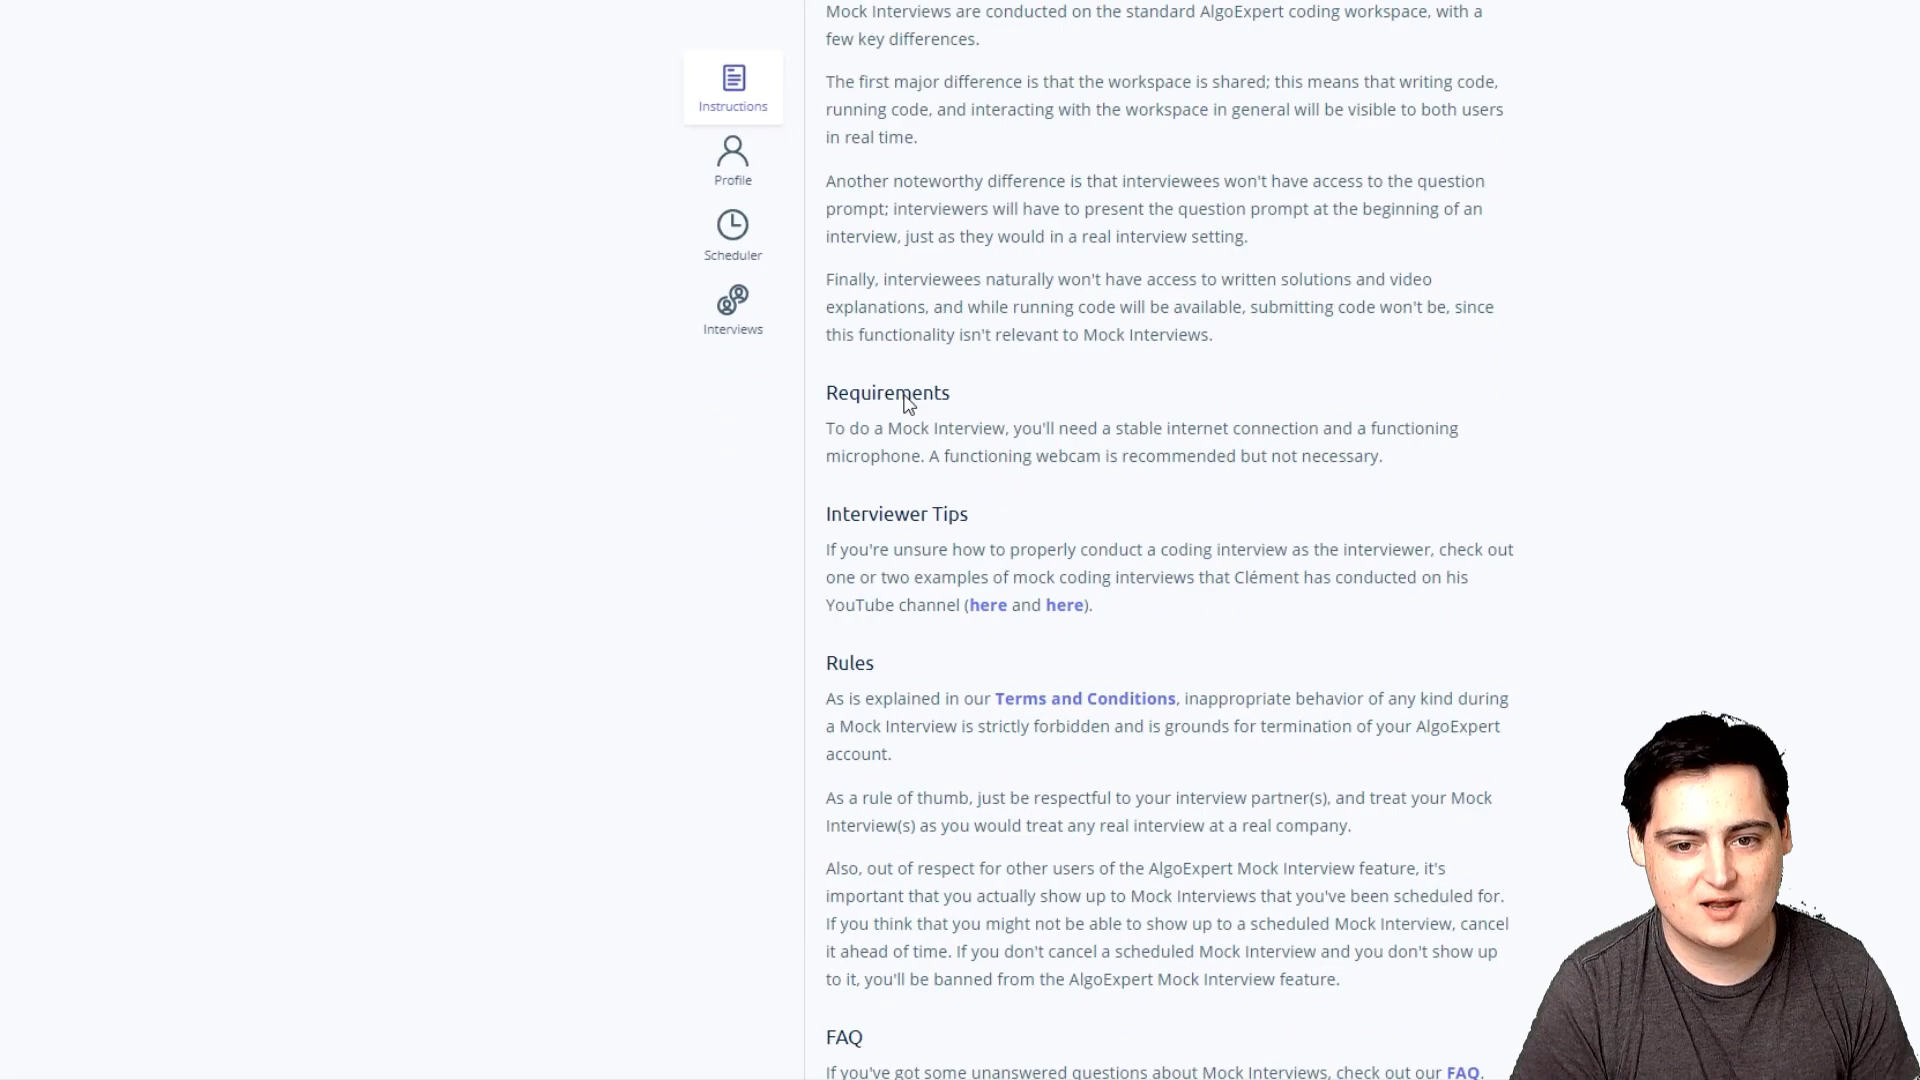 Instructions
Profile
Scheduler
Interviews
Mock Interviews are conducted on the standard AlgoExpert coding workspace, with a
few key differences.
The first major difference is that the workspace is shared; this means that writing code,
running code, and interacting with the workspace in general will be visible to both users
in real time.
Another noteworthy difference is that interviewees won't have access to the question
prompt; interviewers will have to present the question prompt at the beginning of an
interview, just as they would in a real interview setting.
Finally, interviewees naturally won't have access to written solutions and video
explanations, and while running code will be available, submitting code won't be, since
this functionality isn't relevant to Mock Interviews.
Requirements
To do a Mock Interview, you'll need a stable internet connection and a functioning
microphone. A functioning webcam is recommended but not necessary.
Interviewer Tips
If you're unsure how to properly conduct a coding interview as the interviewer, check out
one or two examples of mock coding interviews that Clément has conducted on his
YouTube channel (here and here).
Rules
As is explained in our Terms and Conditions, inappropriate behavior of any kind during
a Mock Interview is strictly forbidden and is grounds for termination of your AlgoExpert
account.
As a rule of thumb, just be respectful to your interview partner(s), and treat your Mock
Interview(s) as you would treat any real interview at a real company.
Also, out of respect for other users of the AlgoExpert Mock Interview feature, it's
important that you actually show up to Mock Interviews that you've been scheduled for.
If you think that you might not be able to show up to a scheduled Mock Interview, cancel
it ahead of time. If you don't cancel a scheduled Mock Interview and you don't show up
to it, you'll be banned from the AlgoExpert Mock Interview feature.
FAQ
If you've got some unanswered questions about Mock Interviews, check out our FAQ.